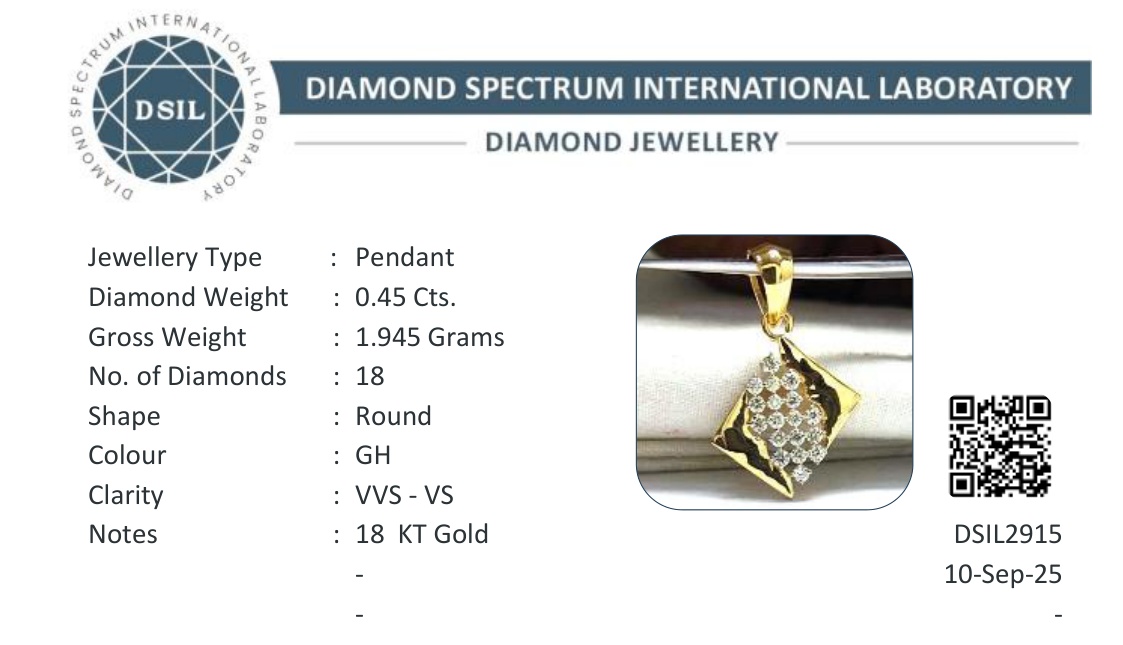 DIAMOND SPECTRUM INTERNATIONAL LABORATORY
DSIL
DIAMOND SPECTRUM INTERNATIONAL LABORATORY
DIAMOND JEWELLERY
Jewellery Type : Pendant
Diamond Weight : 0.45 Cts.
Gross Weight : 1.945 Grams
No. of Diamonds : 18
Shape : Round
Colour : GH
Clarity : VVS - VS
Notes : 18 KT Gold
-
-
DSIL2915
10-Sep-25
-